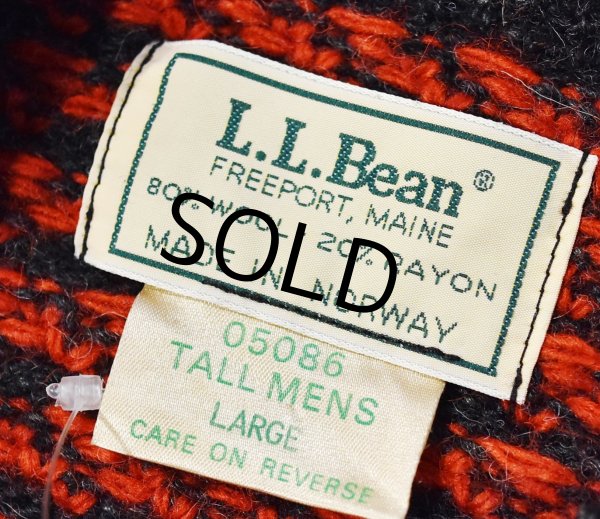 L.L.Bean®
FREEPORT, MAINE
80% WOOL 20% RAYON
MADE IN NORWAY
SOLD
05086
TALL MENS
LARGE
CARE ON REVERSE